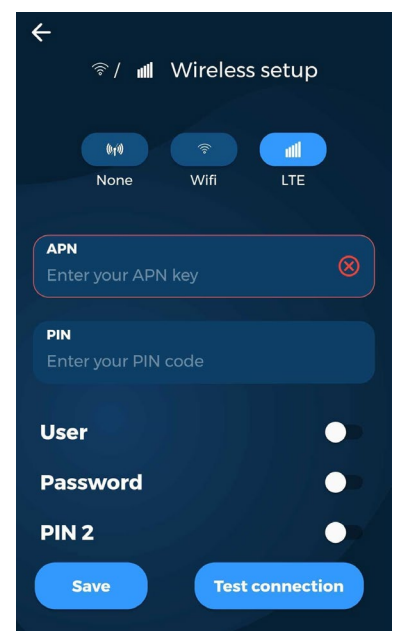 / Wireless setup
None Wifi LTE
APN
Enter your APN key
PIN
Enter your PIN code
User
Password
PIN 2
Save Test connection